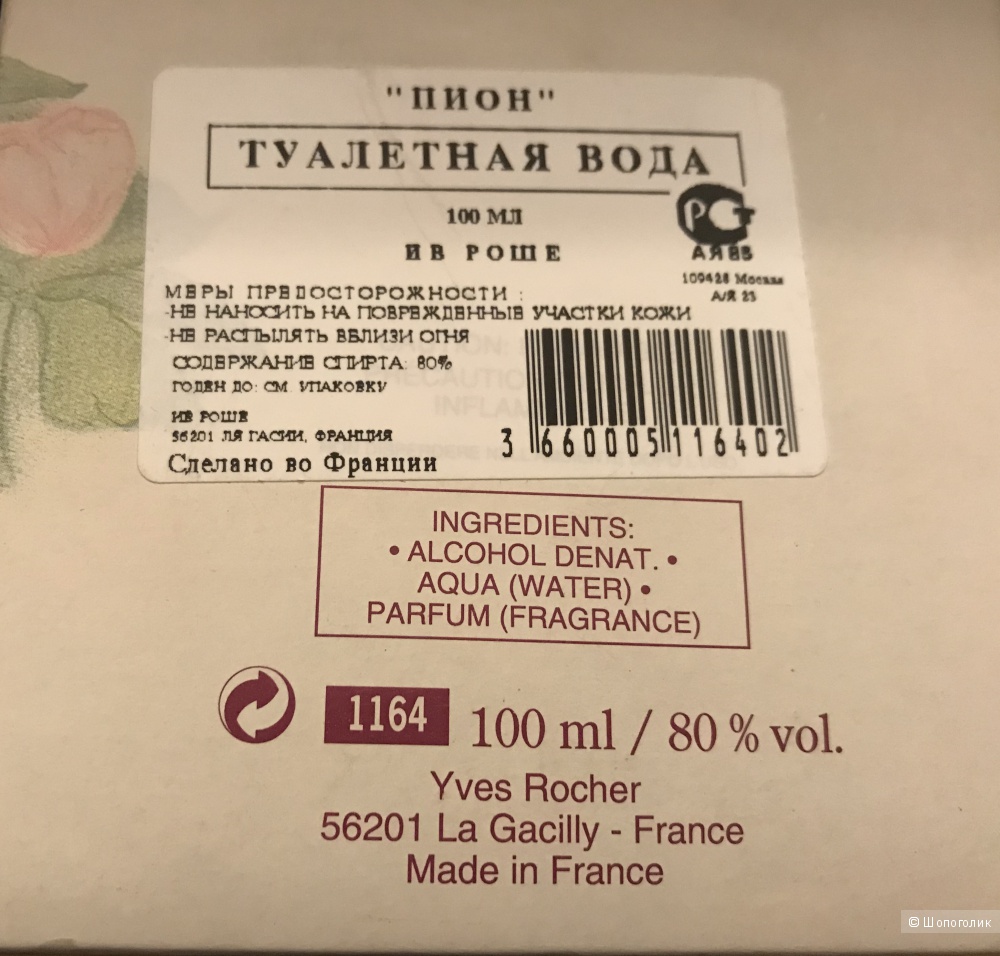 "ПИОН"
ТУАЛЕТНАЯ ВОДА
100 МЛ
ИВ РОШЕ
РСТ
АЯ 85
109428 Москва
А/Я 23
МЕРЫ ПРЕДОСТОРОЖНОСТИ :
-НЕ НАНОСИТЬ НА ПОВРЕЖДЕННЫЕ УЧАСТКИ КОЖИ
-НЕ РАСПЫЛЯТЬ ВБЛИЗИ ОГНЯ
СОДЕРЖАНИЕ СПИРТА: 80%
ГОДЕН ДО: СМ. УПАКОВКУ
ИВ РОШЕ
56201 ЛЯ ГАСИИ, ФРАНЦИЯ
Сделано во Франции
3 660005 116402
INGREDIENTS:
• ALCOHOL DENAT. •
AQUA (WATER) •
PARFUM (FRAGRANCE)
1164
100 ml / 80 % vol.
Yves Rocher
56201 La Gacilly - France
Made in France
© Шопоголик